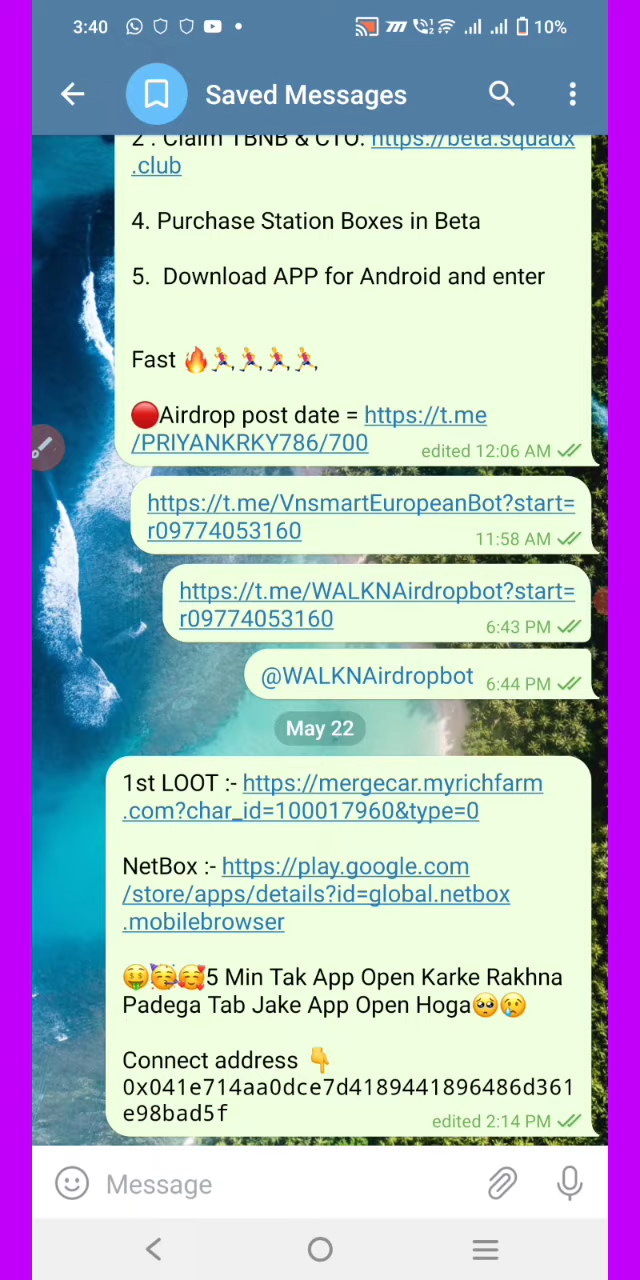 3:40
10%
Saved Messages
2 . Claim TBNB & CTO: https://beta.squadx
.club
4. Purchase Station Boxes in Beta
5.  Download APP for Android and enter
Fast 🔥🏃‍♀️🏃‍♀️🏃‍♀️🏃‍♀️
🔴Airdrop post date = https://t.me
/PRIYANKRKY786/700
edited 12:06 AM
https://t.me/VnsmartEuropeanBot?start=
r09774053160
11:58 AM
https://t.me/WALKNAirdropbot?start=
r09774053160
6:43 PM
@WALKNAirdropbot
6:44 PM
May 22
1st LOOT :- https://mergecar.myrichfarm
.com?char_id=100017960&type=0
NetBox :- https://play.google.com
/store/apps/details?id=global.netbox
.mobilebrowser
🤑🥳🥰5 Min Tak App Open Karke Rakhna
Padega Tab Jake App Open Hoga🥺😢
Connect address 👇
0x041e714aa0dce7d4189441896486d361
e98bad5f
edited 2:14 PM
Message